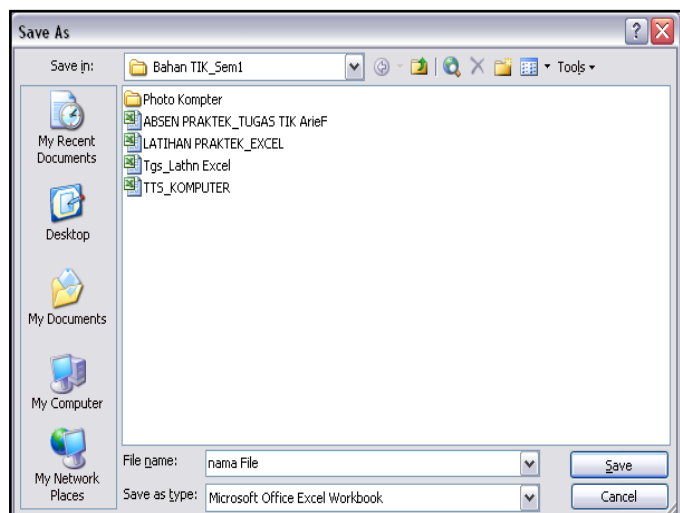 Save As
Save in:
Bahan TIK_Sem1
Tools
My Recent
Documents
Desktop
My Documents
My Computer
My Network
Places
Photo Kompter
ABSEN PRAKTEK_TUGAS TIK ArieF
LATIHAN PRAKTEK_EXCEL
Tgs_Lathn Excel
TTS_KOMPUTER
File name:
nama File
Save
Save as type:
Microsoft Office Excel Workbook
Cancel